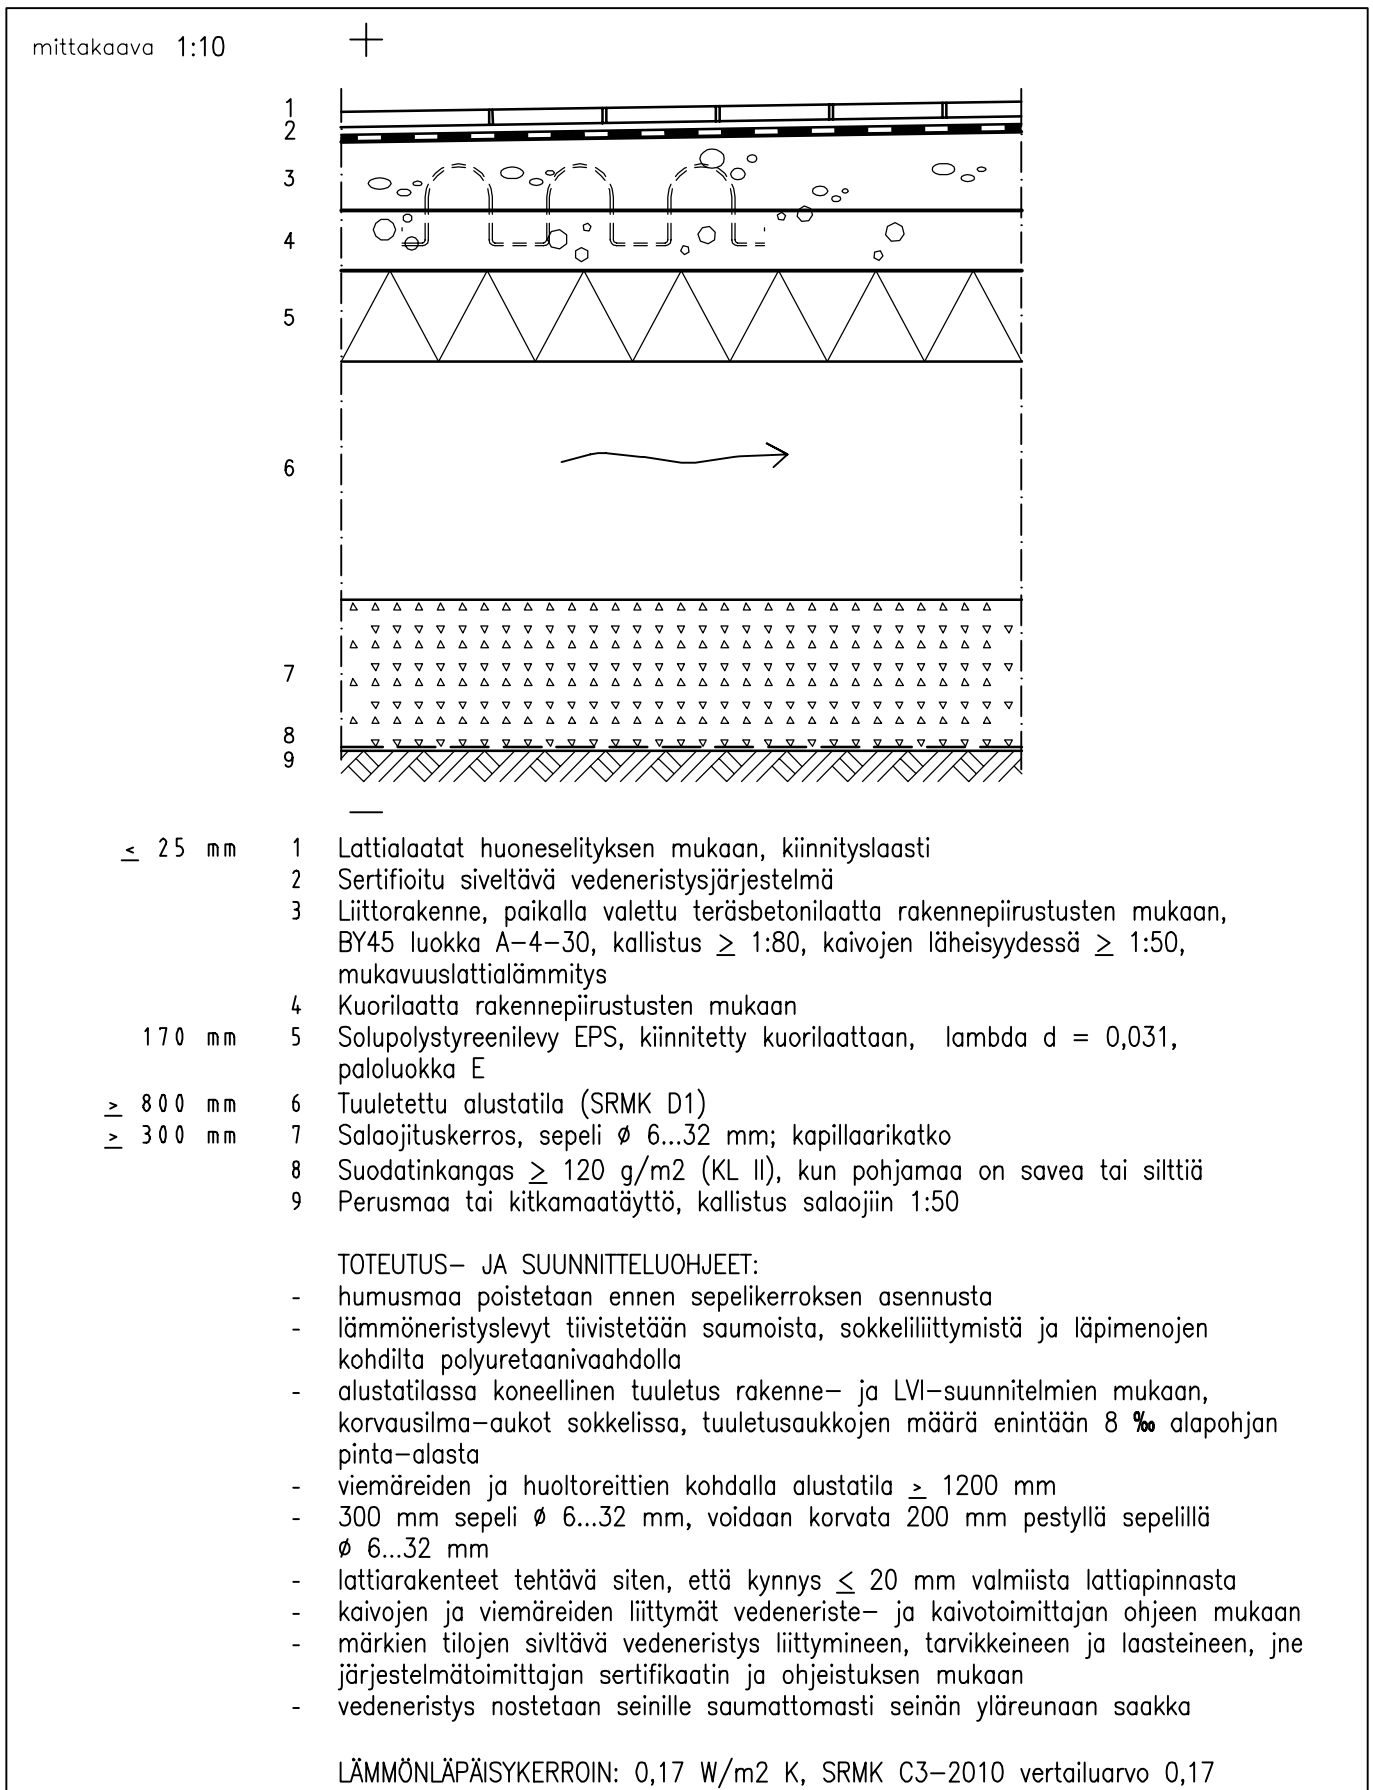 mittakaava 1:10
+
1
2
3
4
5
6
7
8
9
—
≤ 25 mm 1 Lattialaatat huoneselityksen mukaan, kiinnityslaasti
2 Sertifioitu siveltävä vedeneristysjärjestelmä
3 Liittorakenne, paikalla valettu teräsbetonilaatta rakennepiirustusten mukaan,
BY45 luokka A-4-30, kallistus ≥ 1:80, kaivojen läheisyydessä ≥ 1:50,
mukavuuslattialämmitys
4 Kuorilaatta rakennepiirustusten mukaan
170 mm 5 Solupolystyreenilevy EPS, kiinnitetty kuorilaattaan, lambda d = 0,031,
paloluokka E
≥ 800 mm 6 Tuuletettu alustatila (SRMK D1)
≥ 300 mm 7 Salaojituskerros, sepeli ø 6...32 mm; kapillaarikatko
8 Suodatinkangas ≥ 120 g/m2 (KL II), kun pohjamaa on savea tai silttiä
9 Perusmaa tai kitkamaatäyttö, kallistus salaojiin 1:50
TOTEUTUS- JA SUUNNITTELUOHJEET:
- humusmaa poistetaan ennen sepelikerroksen asennusta
- lämmöneristyslevyt tiivistetään saumoista, sokkeliliittymistä ja läpimenojen
kohdilta polyuretaanivaahdolla
- alustatilassa koneellinen tuuletus rakenne- ja LVI-suunnitelmien mukaan,
korvausilma-aukot sokkelissa, tuuletusaukkojen määrä enintään 8 ‰ alapohjan
pinta-alasta
- viemäreiden ja huoltoreittien kohdalla alustatila ≥ 1200 mm
- 300 mm sepeli ø 6...32 mm, voidaan korvata 200 mm pestyllä sepelillä
ø 6...32 mm
- lattiarakenteet tehtävä siten, että kynnys ≤ 20 mm valmiista lattiapinnasta
- kaivojen ja viemäreiden liittymät vedeneriste- ja kaivotoimittajan ohjeen mukaan
- märkien tilojen sivltävä vedeneristys liittymineen, tarvikkeineen ja laasteineen, jne
järjestelmätoimittajan sertifikaatin ja ohjeistuksen mukaan
- vedeneristys nostetaan seinille saumattomasti seinän yläreunaan saakka
LÄMMÖNLÄPÄISYKERROIN: 0,17 W/m2 K, SRMK C3-2010 vertailuarvo 0,17